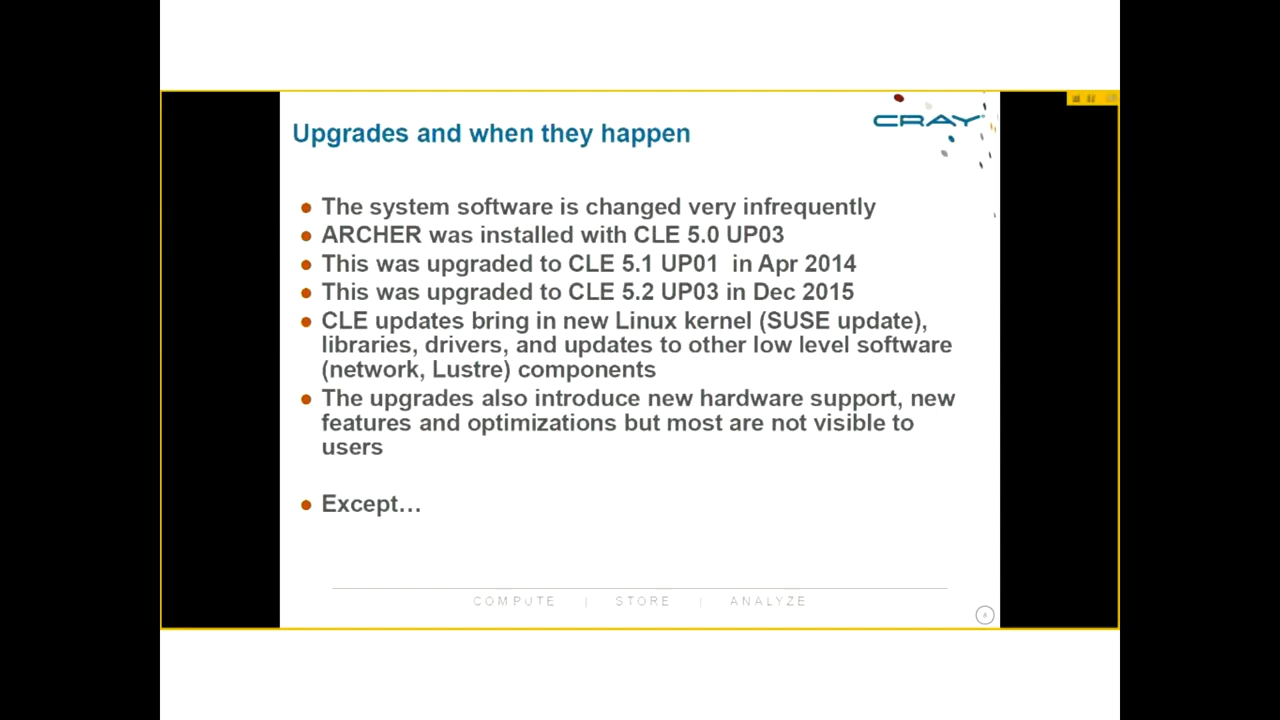 CRAY
Upgrades and when they happen
The system software is changed very infrequently
ARCHER was installed with CLE 5.0 UP03
This was upgraded to CLE 5.1 UP01 in Apr 2014
This was upgraded to CLE 5.2 UP03 in Dec 2015
CLE updates bring in new Linux kernel (SUSE update),
libraries, drivers, and updates to other low level software
(network, Lustre) components
The upgrades also introduce new hardware support, new
features and optimizations but most are not visible to
users
Except…
COMPUTE | STORE | ANALYZE